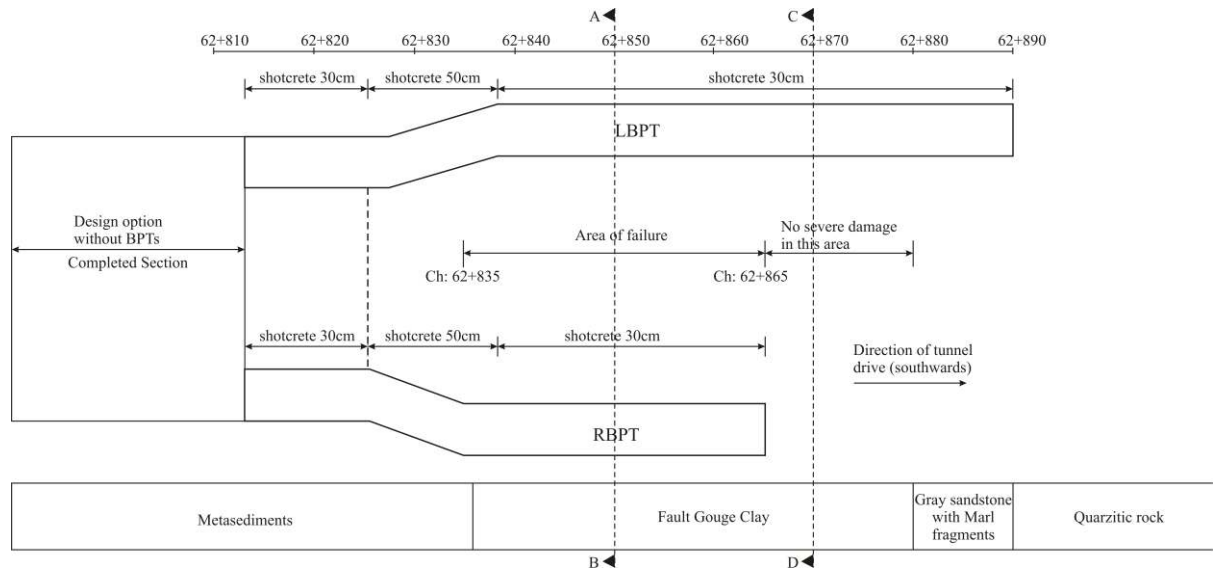 A
C
62+810
62+820
62+830
62+840
62+850
62+860
62+870
62+880
62+890
shotcrete 30cm
shotcrete 50cm
shotcrete 30cm
LBPT
Design option
without BPTs
Completed Section
Area of failure
No severe damage
in this area
Ch: 62+835
Ch: 62+865
shotcrete 30cm
shotcrete 50cm
shotcrete 30cm
Direction of tunnel
drive (southwards)
RBPT
Metasediments
Fault Gouge Clay
Gray sandstone
with Marl
fragments
Quarzitic rock
B
D